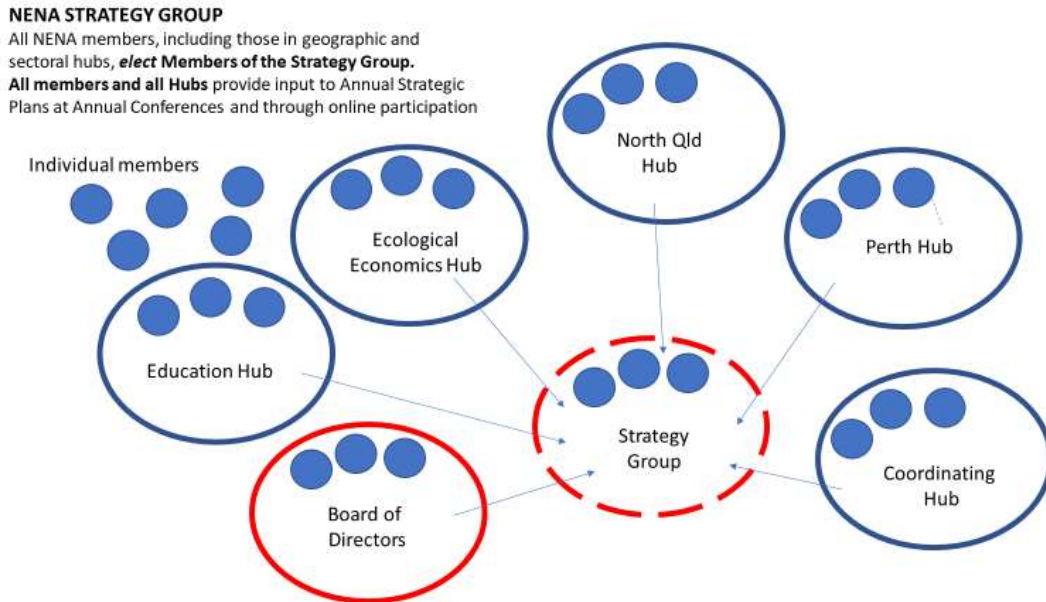 NENA STRATEGY GROUP
All NENA members, including those in geographic and
sectoral hubs, elect Members of the Strategy Group.
All members and all Hubs provide input to Annual Strategic
Plans at Annual Conferences and through online participation
Individual members
North Qld
Hub
Ecological
Economics Hub
Perth Hub
Education Hub
Strategy
Group
Coordinating
Hub
Board of
Directors